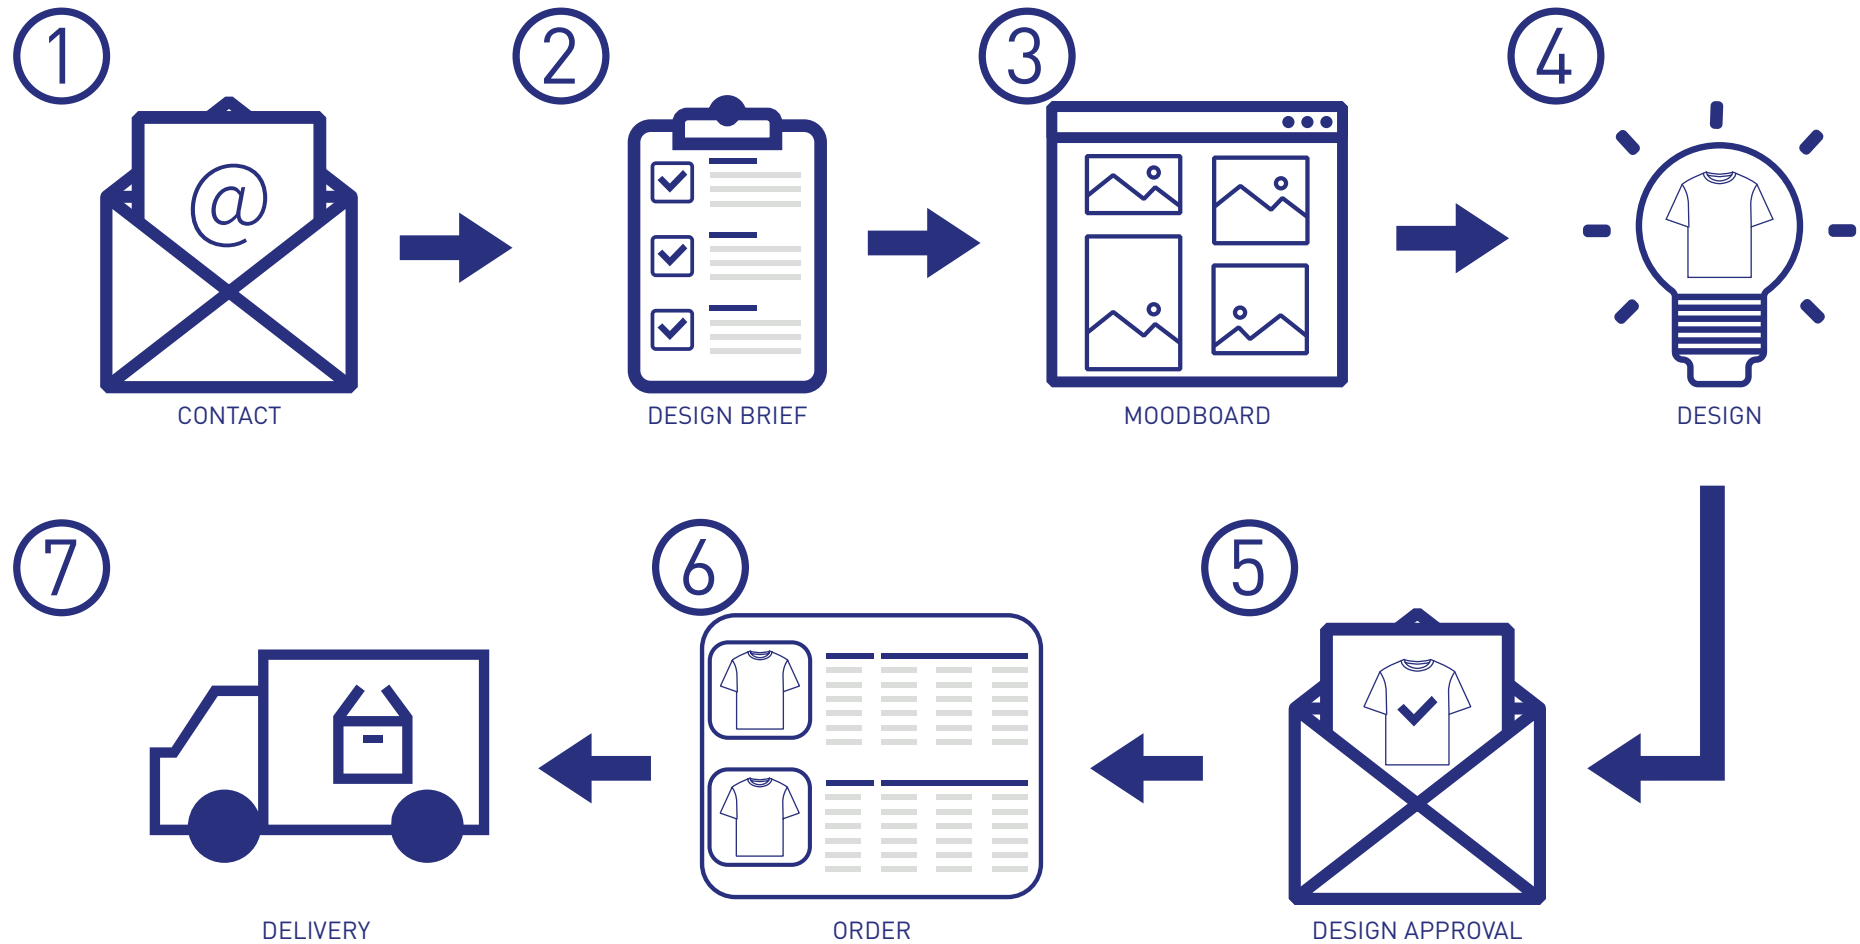 1
2
3
4
@
CONTACT
DESIGN BRIEF
MOODBOARD
DESIGN
5
6
7
DESIGN APPROVAL
ORDER
DELIVERY